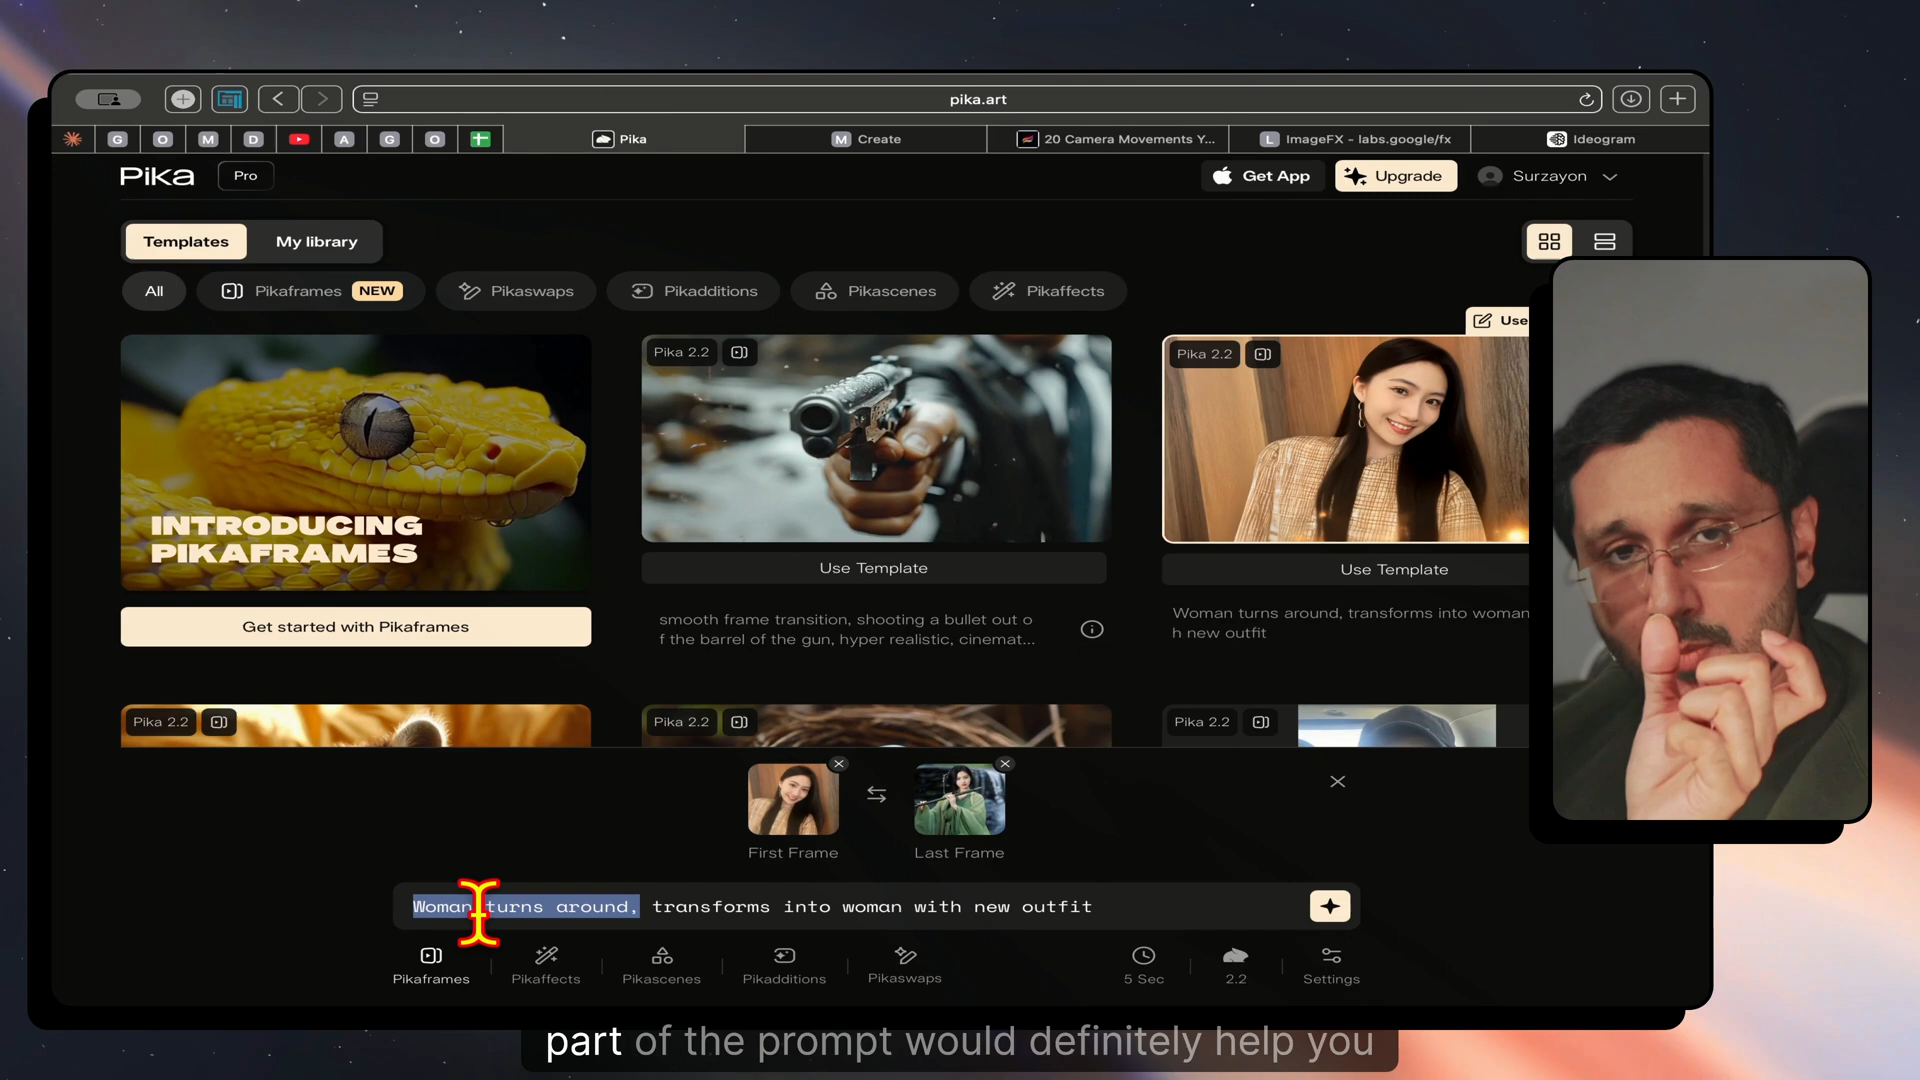 pika.art
G
O
M
D
A
G
O
Pika
M Create
20 Camera Movements Y...
L ImageFX - labs.google/fx
Ideogram
Pika
Pro
Get App
Upgrade
Surzayon
Templates
My library
All
Pikaframes NEW
Pikaswaps
Pikadditions
Pikascenes
Pikaffects
INTRODUCING
PIKAFRAMES
Get started with Pikaframes
Pika 2.2
Use Template
smooth frame transition, shooting a bullet out o
f the barrel of the gun, hyper realistic, cinemat...
Use
Pika 2.2
Use Template
Woman turns around, transforms into woman
h new outfit
Pika 2.2
Pika 2.2
Pika 2.2
First Frame
Last Frame
Woman turns around, transforms into woman with new outfit
Pikaframes
Pikaffects
Pikascenes
Pikadditions
Pikaswaps
5 Sec
2.2
Settings
part of the prompt would definitely help you